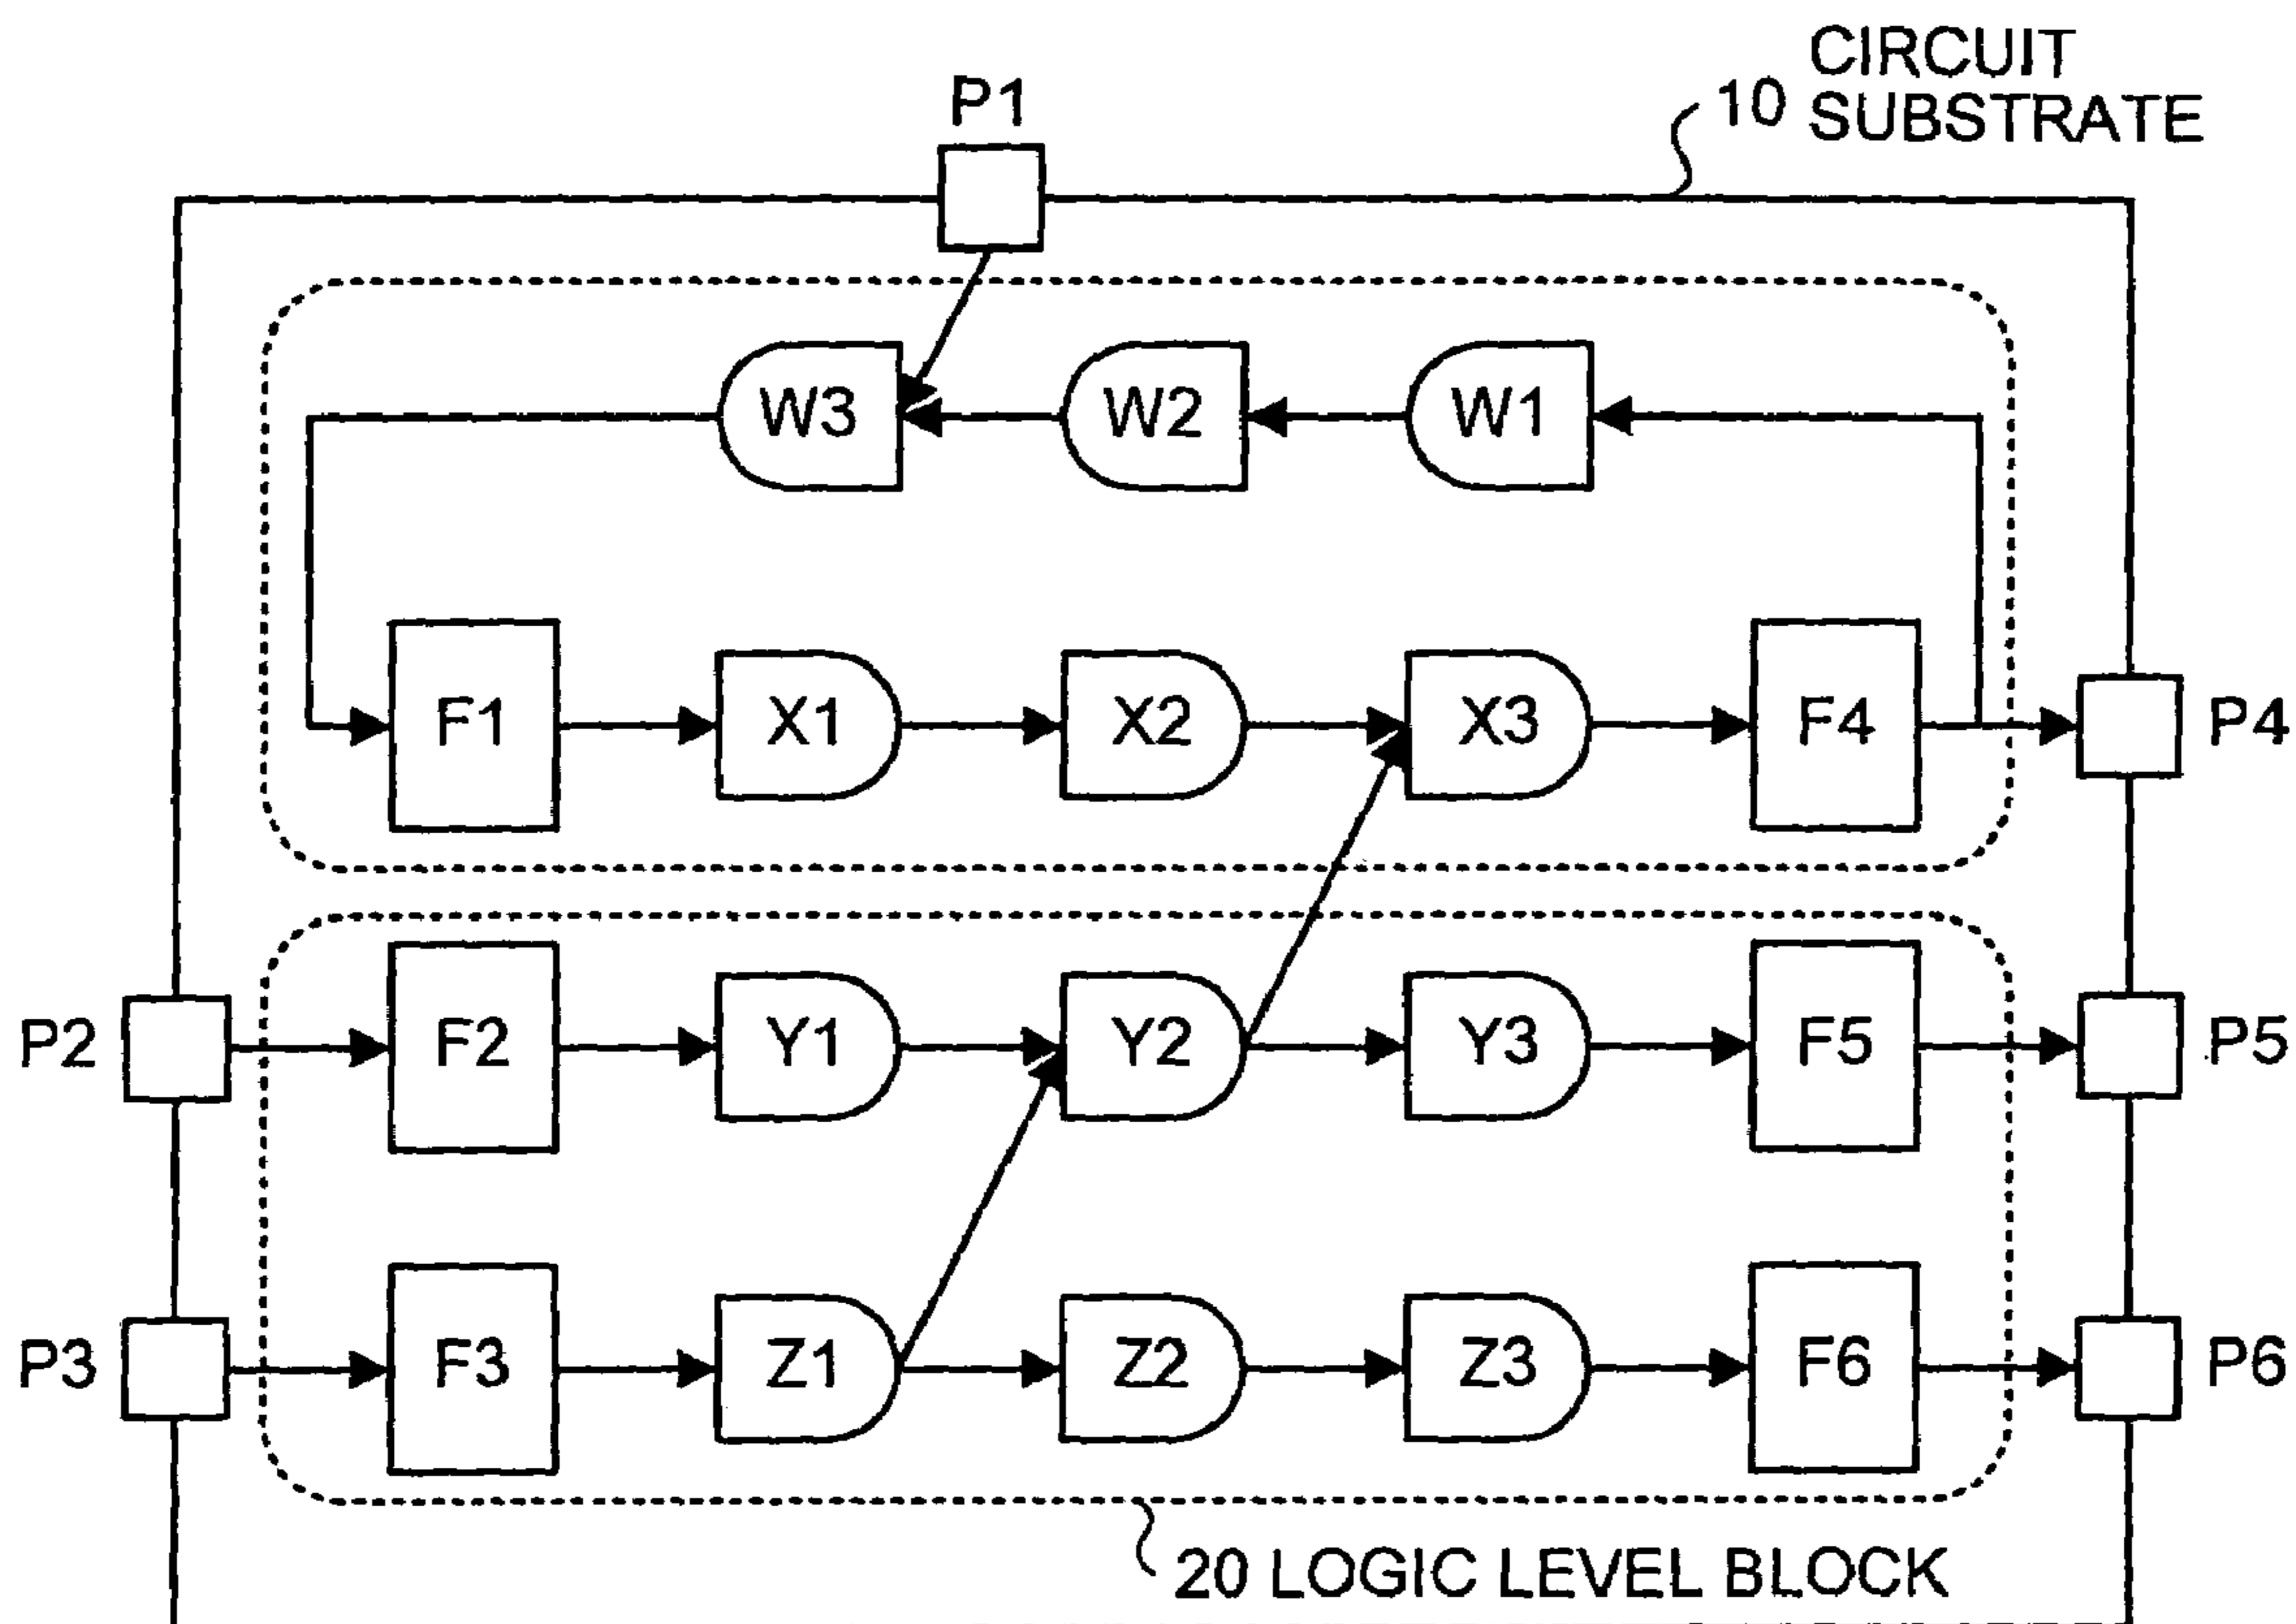 CIRCUIT
10 SUBSTRATE
P1
W3 W2 W1
F1 X1 X2 X3 F4 P4
P2 F2 Y1 Y2 Y3 F5 P5
P3 F3 Z1 Z2 Z3 F6 P6
20 LOGIC LEVEL BLOCK